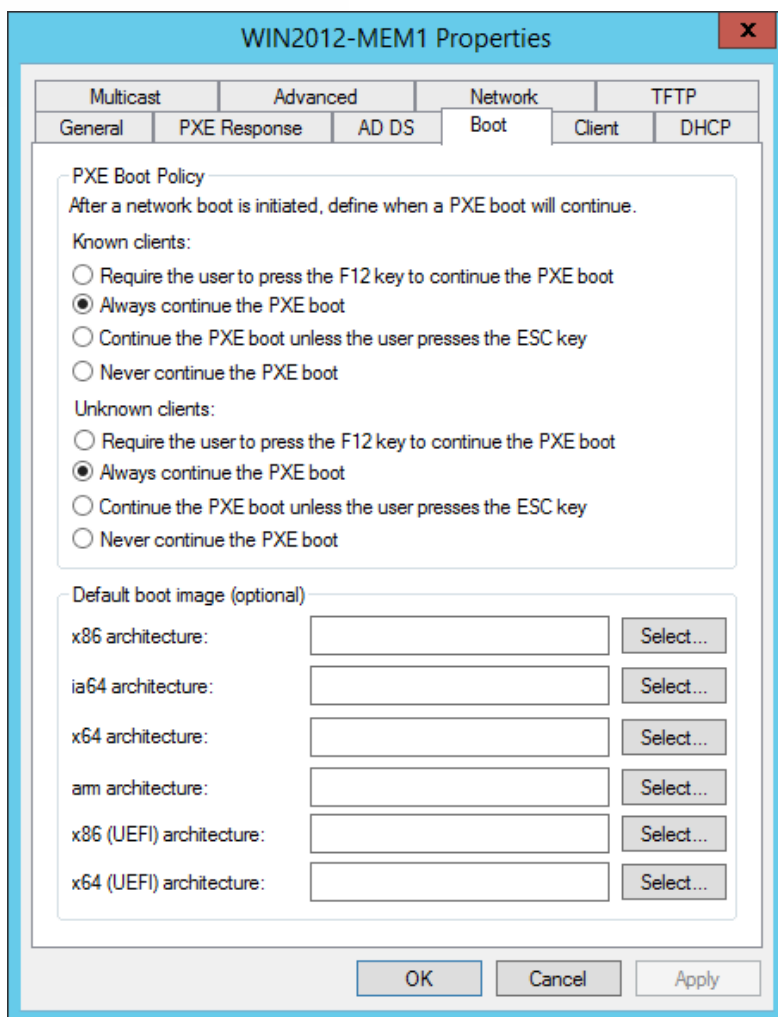 WIN2012-MEM1 Properties
x
Multicast Advanced Network TFTP
General PXE Response AD DS Boot Client DHCP
PXE Boot Policy
After a network boot is initiated, define when a PXE boot will continue.
Known clients:
Require the user to press the F12 key to continue the PXE boot
Always continue the PXE boot
Continue the PXE boot unless the user presses the ESC key
Never continue the PXE boot
Unknown clients:
Require the user to press the F12 key to continue the PXE boot
Always continue the PXE boot
Continue the PXE boot unless the user presses the ESC key
Never continue the PXE boot
Default boot image (optional)
x86 architecture: Select...
ia64 architecture: Select...
x64 architecture: Select...
arm architecture: Select...
x86 (UEFI) architecture: Select...
x64 (UEFI) architecture: Select...
OK Cancel Apply